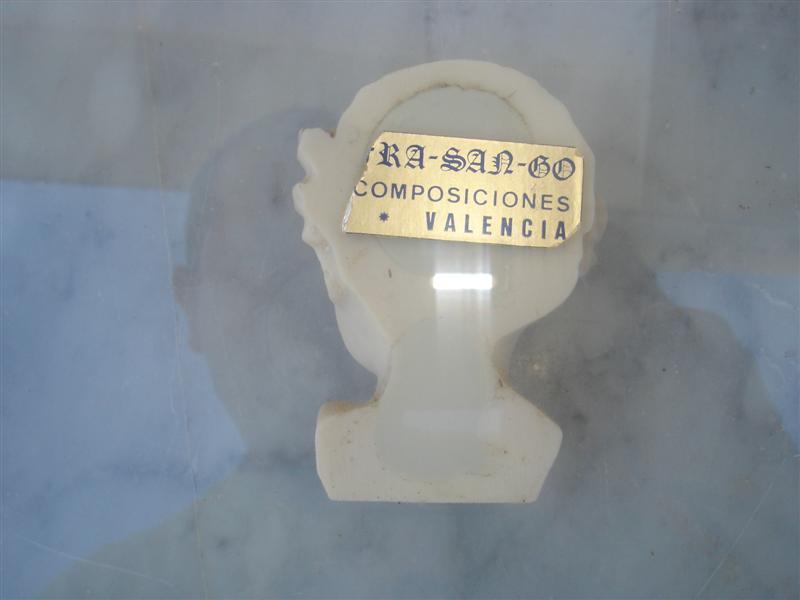 FRA-SAN-GO
COMPOSICIONES
* VALENCIA